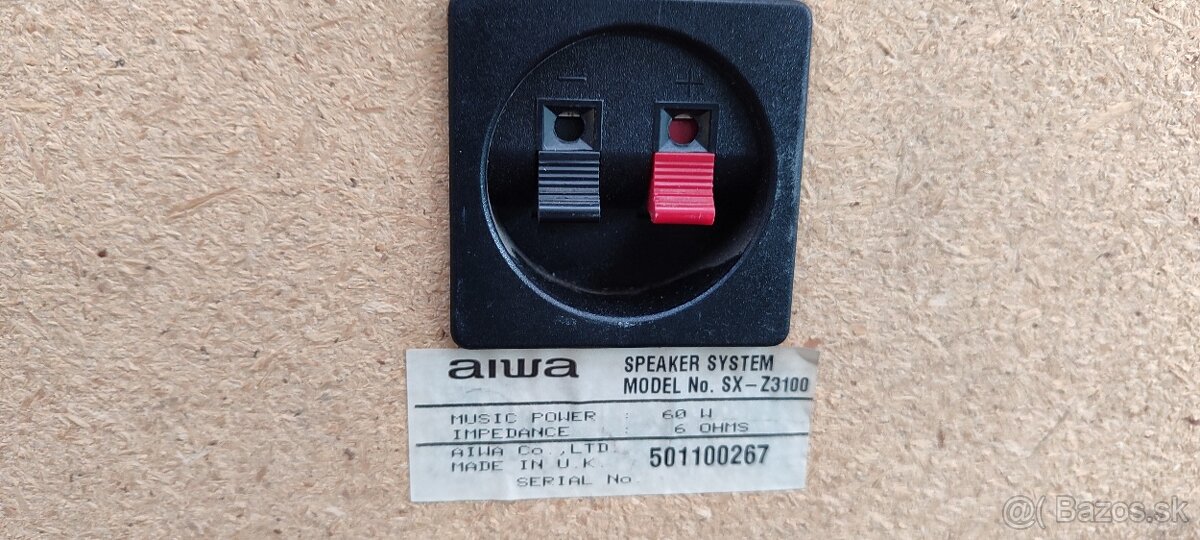 − +
aiwa
SPEAKER SYSTEM
MODEL No. SX-Z3100
MUSIC POWER : 60 W
IMPEDANCE : 6 OHMS
AIWA Co.,LTD.
MADE IN U.K. 501100267
SERIAL No.
@( Bazos.sk